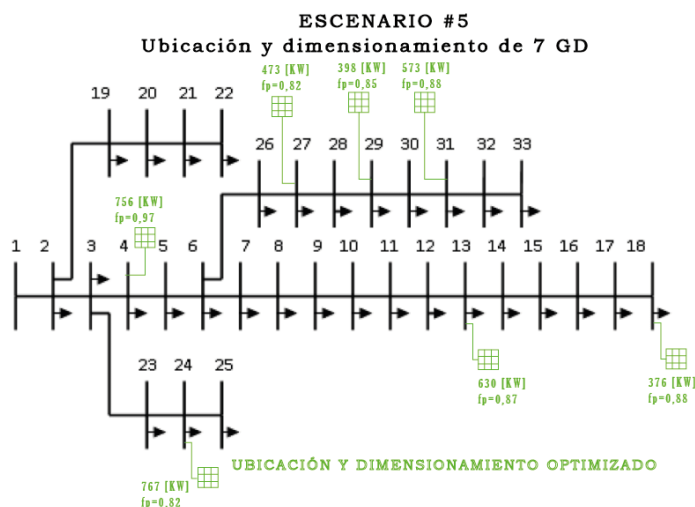 ESCENARIO #5
Ubicación y dimensionamiento de 7 GD
473 [KW]
fp=0,82
398 [KW]
fp=0,85
573 [KW]
fp=0,88
19 20 21 22
26 27 28 29 30 31 32 33
756 [KW]
fp=0,97
1 2 3 4 5 6 7 8 9 10 11 12 13 14 15 16 17 18
23 24 25
630 [KW]
fp=0,87
376 [KW]
fp=0,88
UBICACIÓN Y DIMENSIONAMIENTO OPTIMIZADO
767 [KW]
fp=0,82